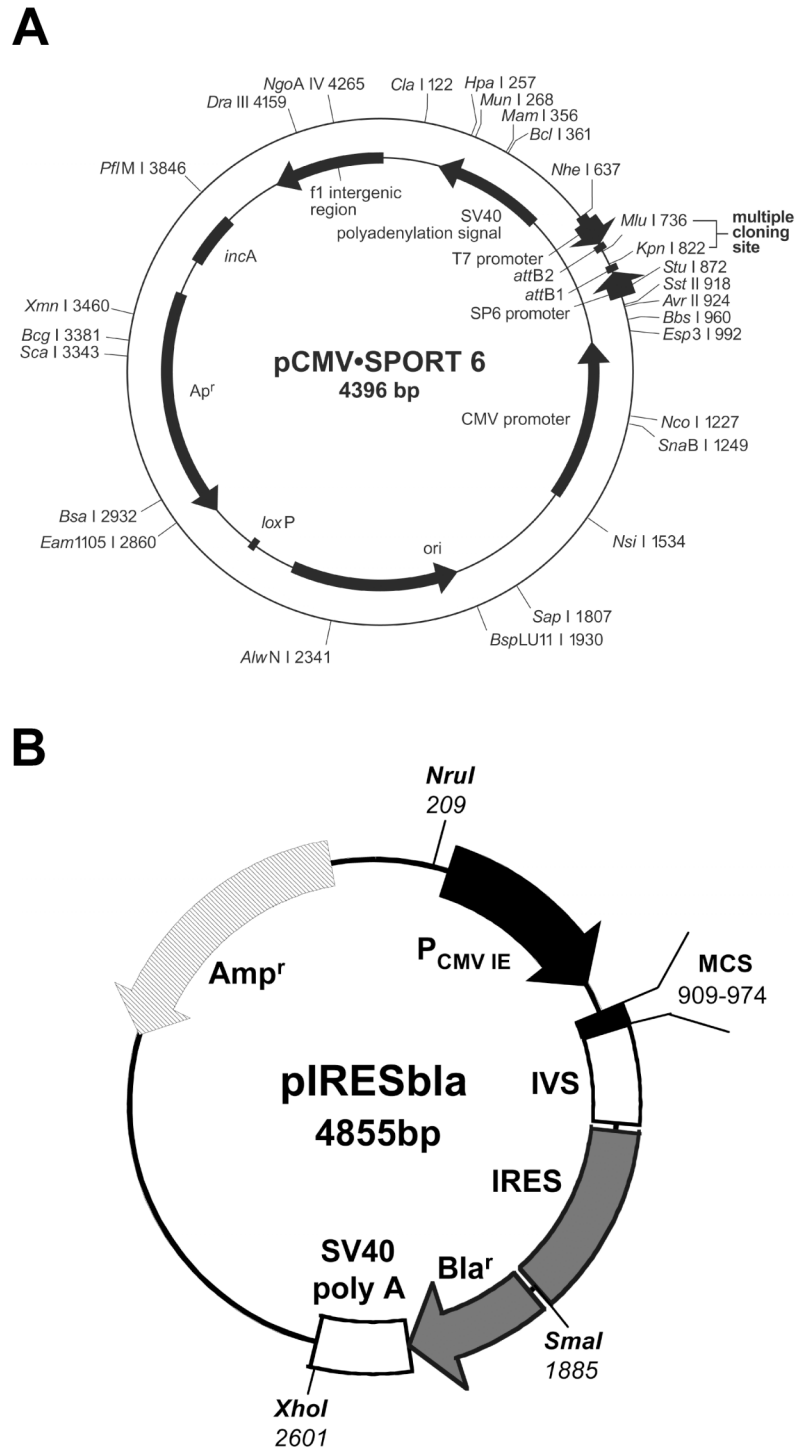 A
NgoA IV 4265
Dra III 4159
Cla I 122
Hpa I 257
Mun I 268
Mam I 356
Bcl I 361
PflM I 3846
Nhe I 637
f1 intergenic
region
SV40
polyadenylation signal
Mlu I 736
multiple
cloning
site
T7 promoter
Kpn I 822
incA
attB2
Stu I 872
attB1
Sst II 918
SP6 promoter
Avr II 924
Xmn I 3460
Bbs I 960
Bcg I 3381
Esp3 I 992
Sca I 3343
pCMV•SPORT 6
4396 bp
Apr
CMV promoter
Nco I 1227
SnaB I 1249
Bsa I 2932
Eam1105 I 2860
loxP
ori
Nsi I 1534
Sap I 1807
BspLU11 I 1930
AlwN I 2341
B
NruI
209
PCMV IE
Ampr
MCS
909-974
pIRESbla
4855bp
IVS
IRES
SV40
poly A
Blar
SmaI
1885
XhoI
2601